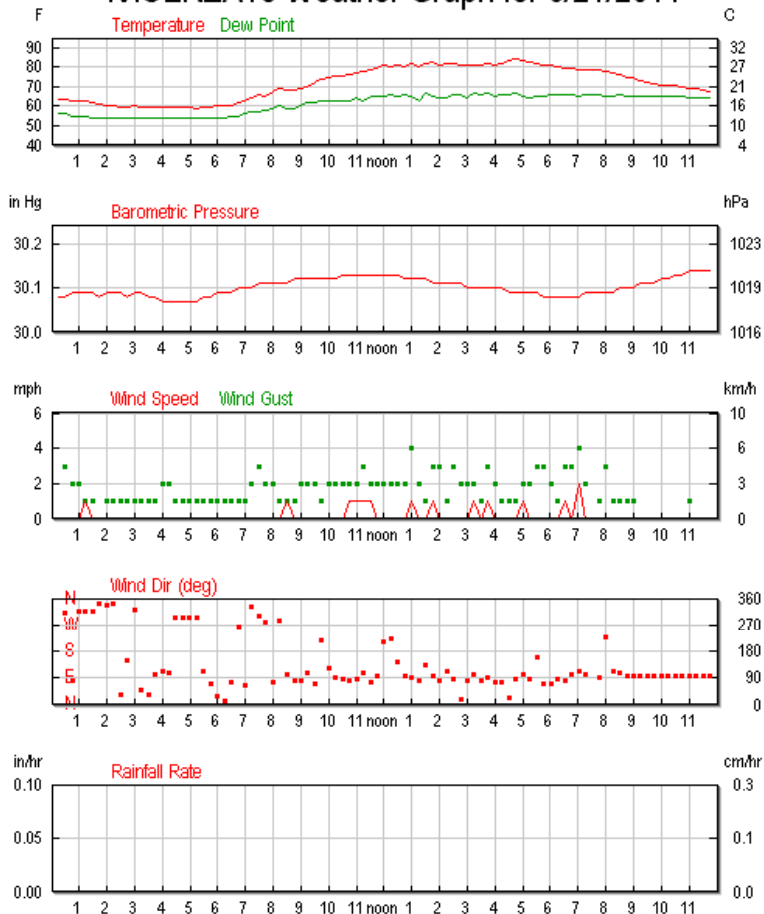 Weather Graph for
F Temperature Dew Point C
90 32
80 27
70 21
60 16
50 10
40 4
1 2 3 4 5 6 7 8 9 10 11 noon 1 2 3 4 5 6 7 8 9 10 11
in Hg Barometric Pressure hPa
30.2 1023
30.1 1019
30.0 1016
1 2 3 4 5 6 7 8 9 10 11 noon 1 2 3 4 5 6 7 8 9 10 11
mph Wind Speed Wind Gust km/h
6 10
4 6
2 3
0 0
1 2 3 4 5 6 7 8 9 10 11 noon 1 2 3 4 5 6 7 8 9 10 11
Wind Dir (deg)
N 360
W 270
S 180
E 90
N 0
1 2 3 4 5 6 7 8 9 10 11 noon 1 2 3 4 5 6 7 8 9 10 11
in/hr Rainfall Rate cm/hr
0.10 0.3
0.05 0.1
0.00 0.0
1 2 3 4 5 6 7 8 9 10 11 noon 1 2 3 4 5 6 7 8 9 10 11